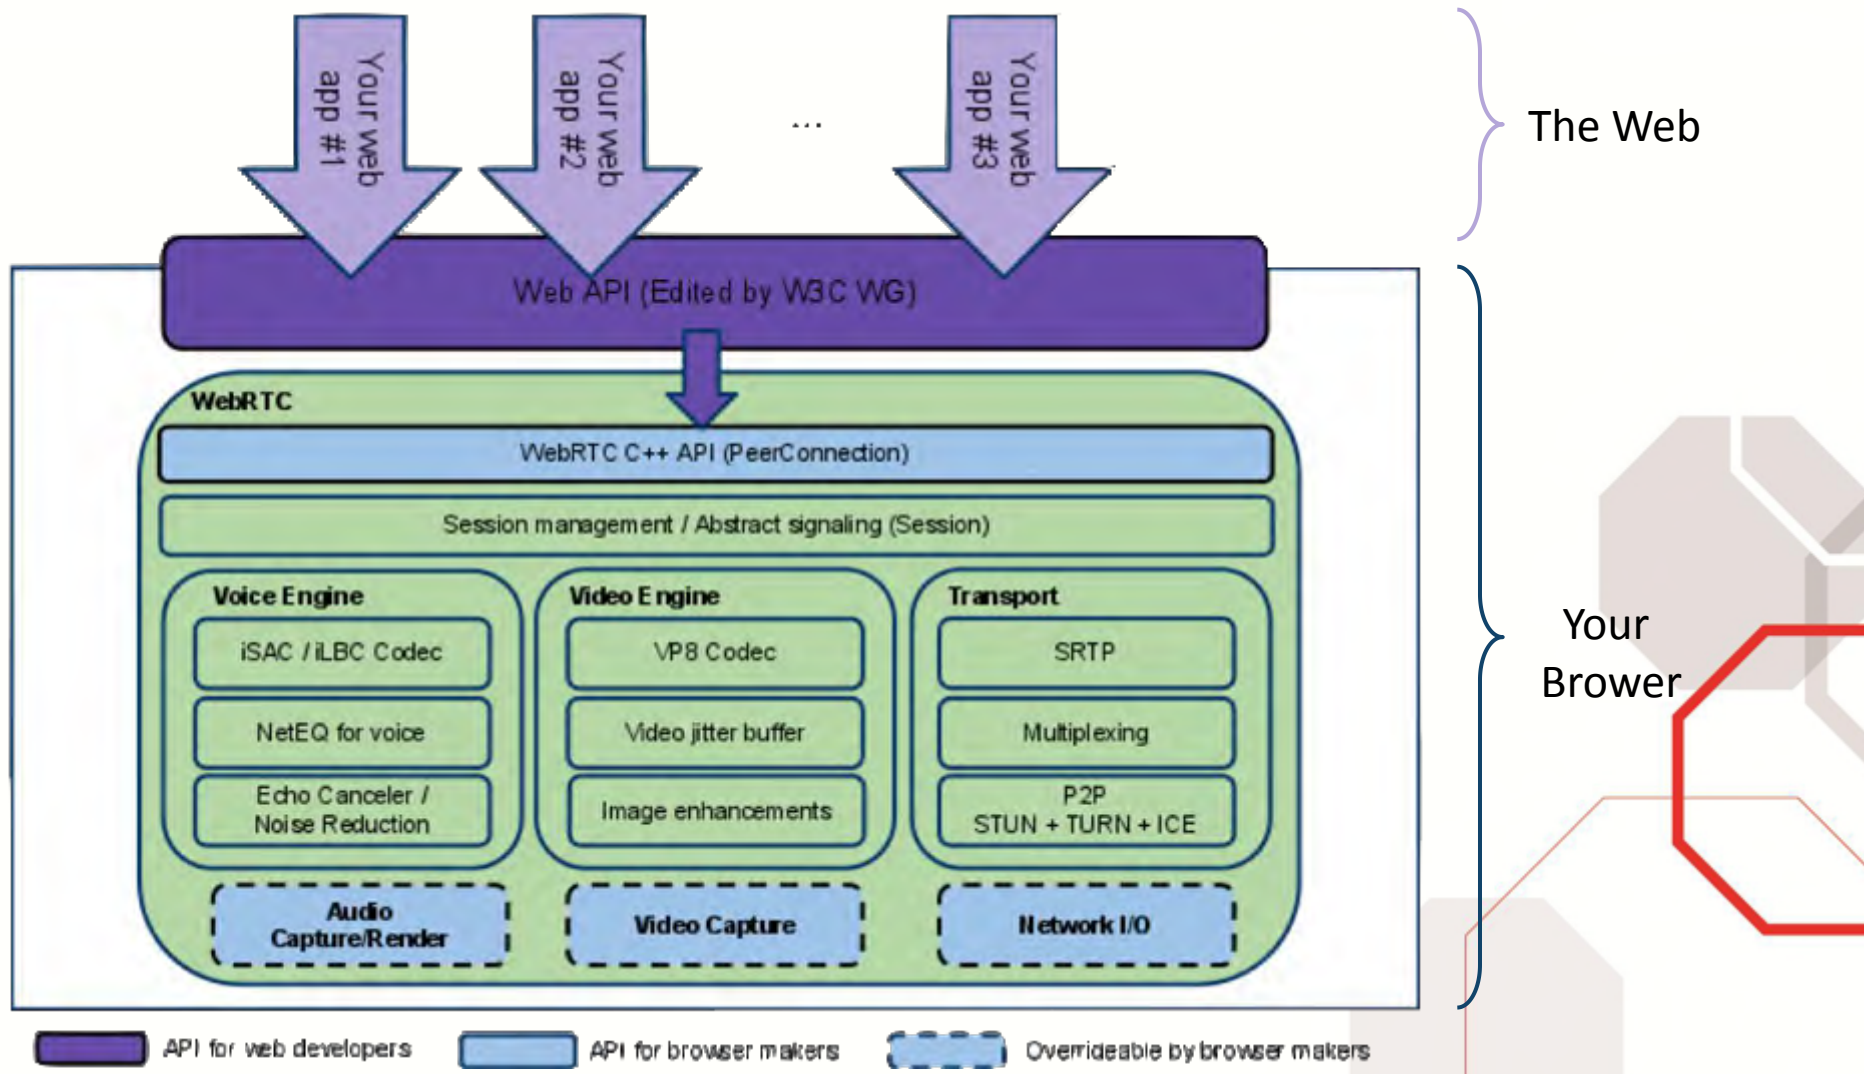 Your web
app #1
Your web
app #2
...
Your web
app #3
The Web
Web API (Edited by W3C WG)
WebRTC
WebRTC C++ API (PeerConnection)
Session management / Abstract signaling (Session)
Voice Engine
iSAC / iLBC Codec
NetEQ for voice
Echo Canceler /
Noise Reduction
Video Engine
VP8 Codec
Video jitter buffer
Image enhancements
Transport
SRTP
Multiplexing
P2P
STUN + TURN + ICE
Your
Brower
Audio
Capture/Render
Video Capture
Network I/O
API for web developers
API for browser makers
Overrideable by browser makers